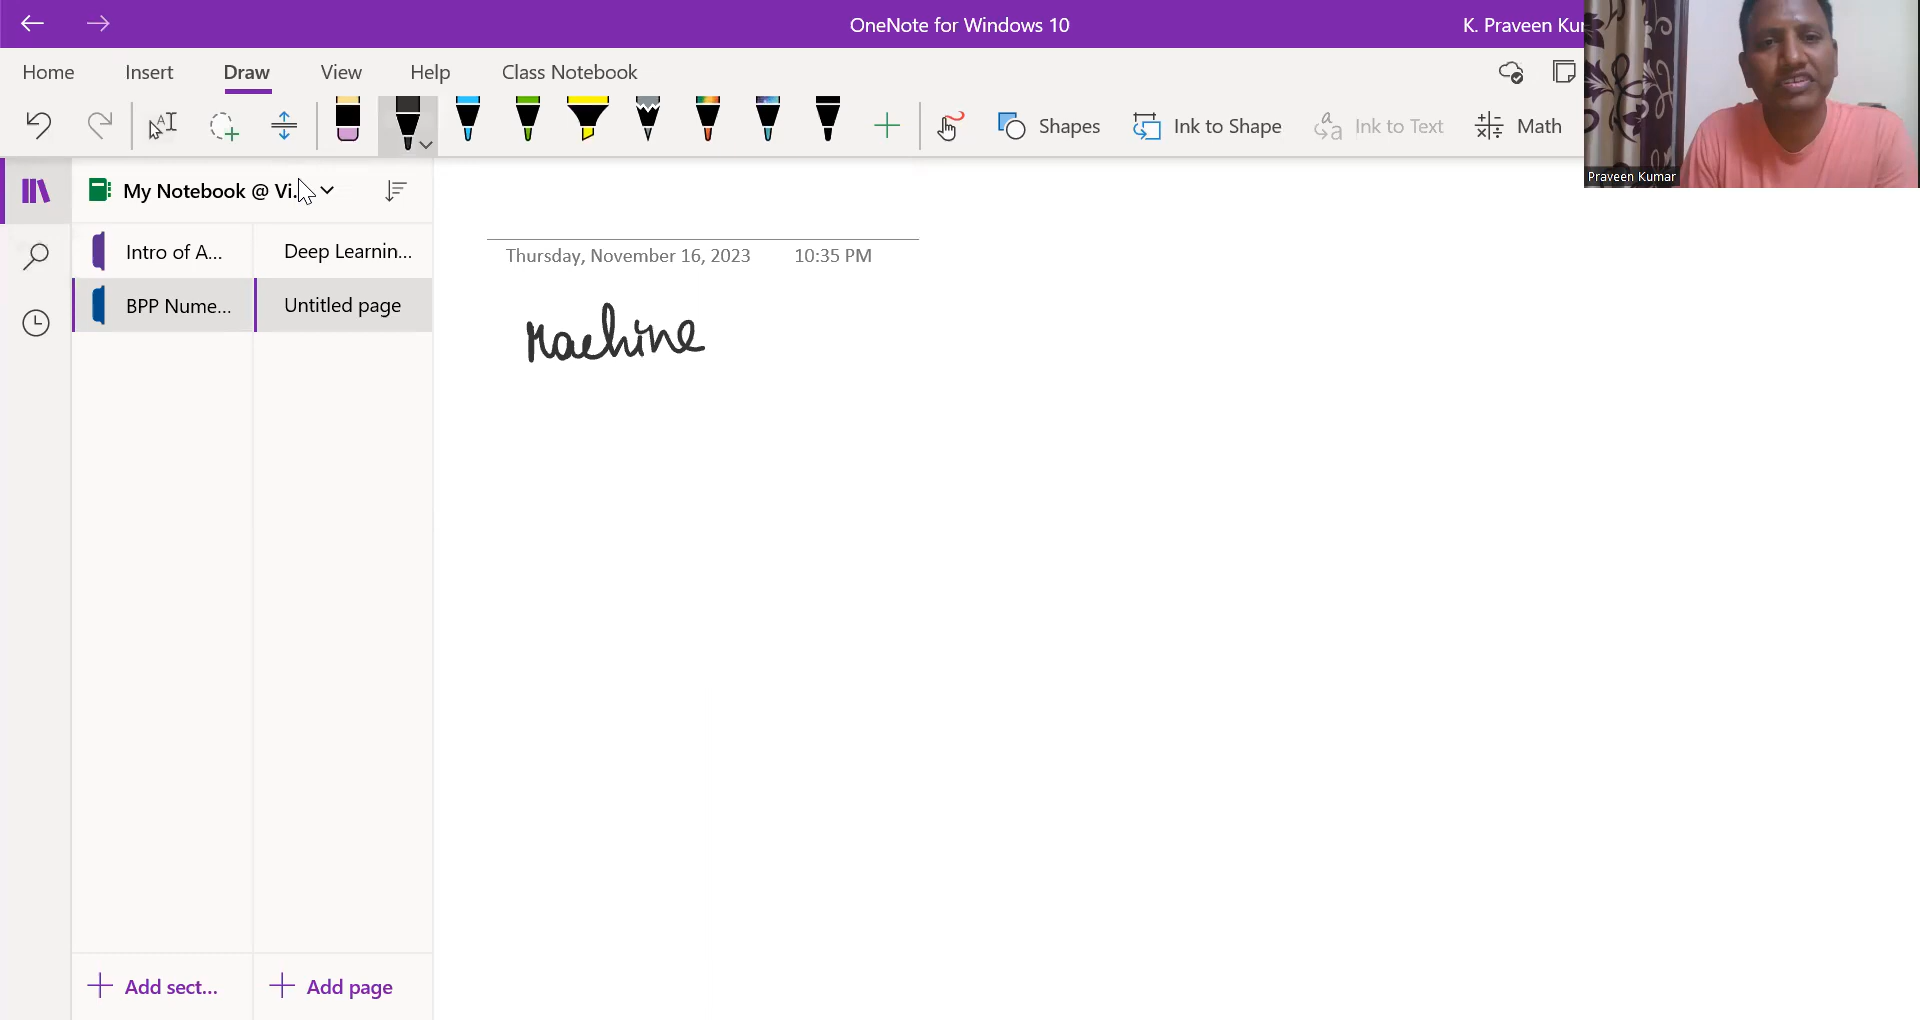 OneNote for Windows 10
K. Praveen Kur
Home Insert Draw View Help Class Notebook
Shapes Ink to Shape Ink to Text Math
Praveen Kumar
My Notebook @ Vi...
Intro of A... Deep Learnin...
BPP Nume... Untitled page
Thursday, November 16, 2023 10:35 PM
Machine
Add sect... Add page